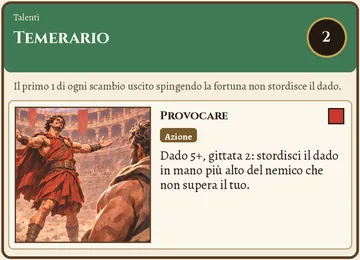 Talenti
Temerario
2
Il primo 1 di ogni scambio uscito spingendo la fortuna non stordisce il dado.
Provocare
Azione
Dado 5+, gittata 2: stordisci il dado
in mano più alto del nemico che
non supera il tuo.